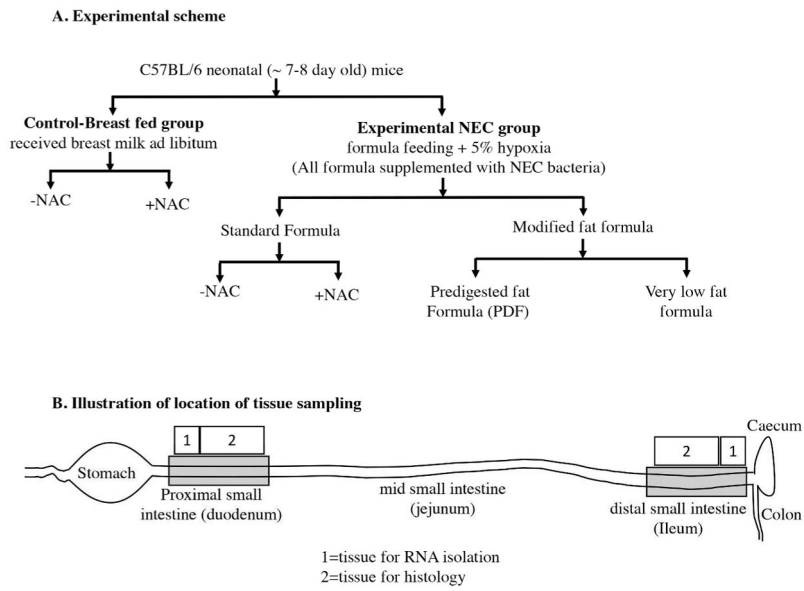 A. Experimental scheme
C57BL/6 neonatal (~ 7-8 day old) mice
Control-Breast fed group
received breast milk ad libitum
-NAC
+NAC
Experimental NEC group
formula feeding + 5% hypoxia
(All formula supplemented with NEC bacteria)
Standard Formula
Modified fat formula
-NAC
+NAC
Predigested fat
Formula (PDF)
Very low fat
formula
B. Illustration of location of tissue sampling
1
2
2
1
Caecum
Stomach
Proximal small
intestine (duodenum)
mid small intestine
(jejunum)
distal small intestine
(Ileum)
Colon
1=tissue for RNA isolation
2=tissue for histology